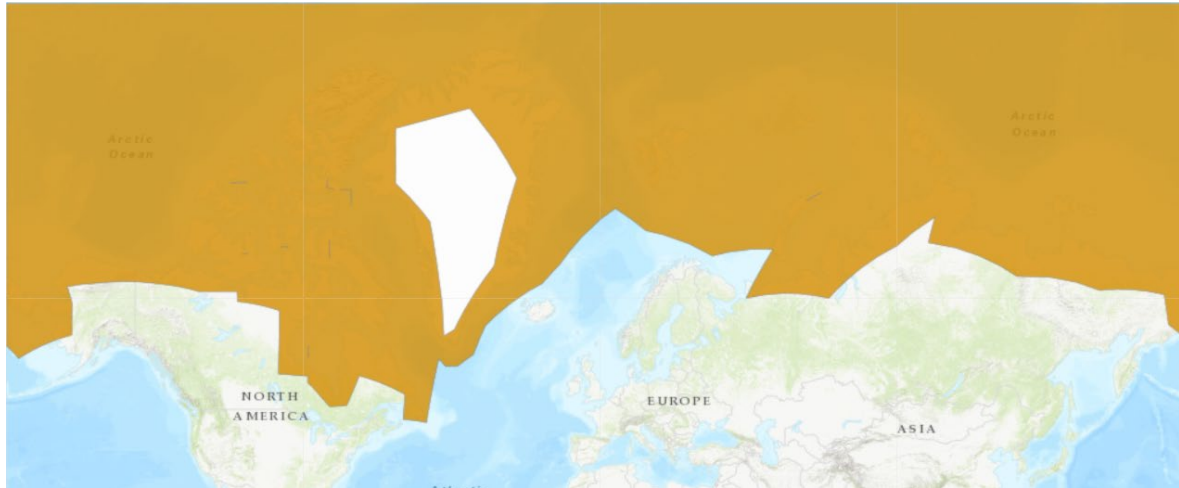 Arctic
Ocean
Arctic
Ocean
NORTH
AMERICA
EUROPE
ASIA